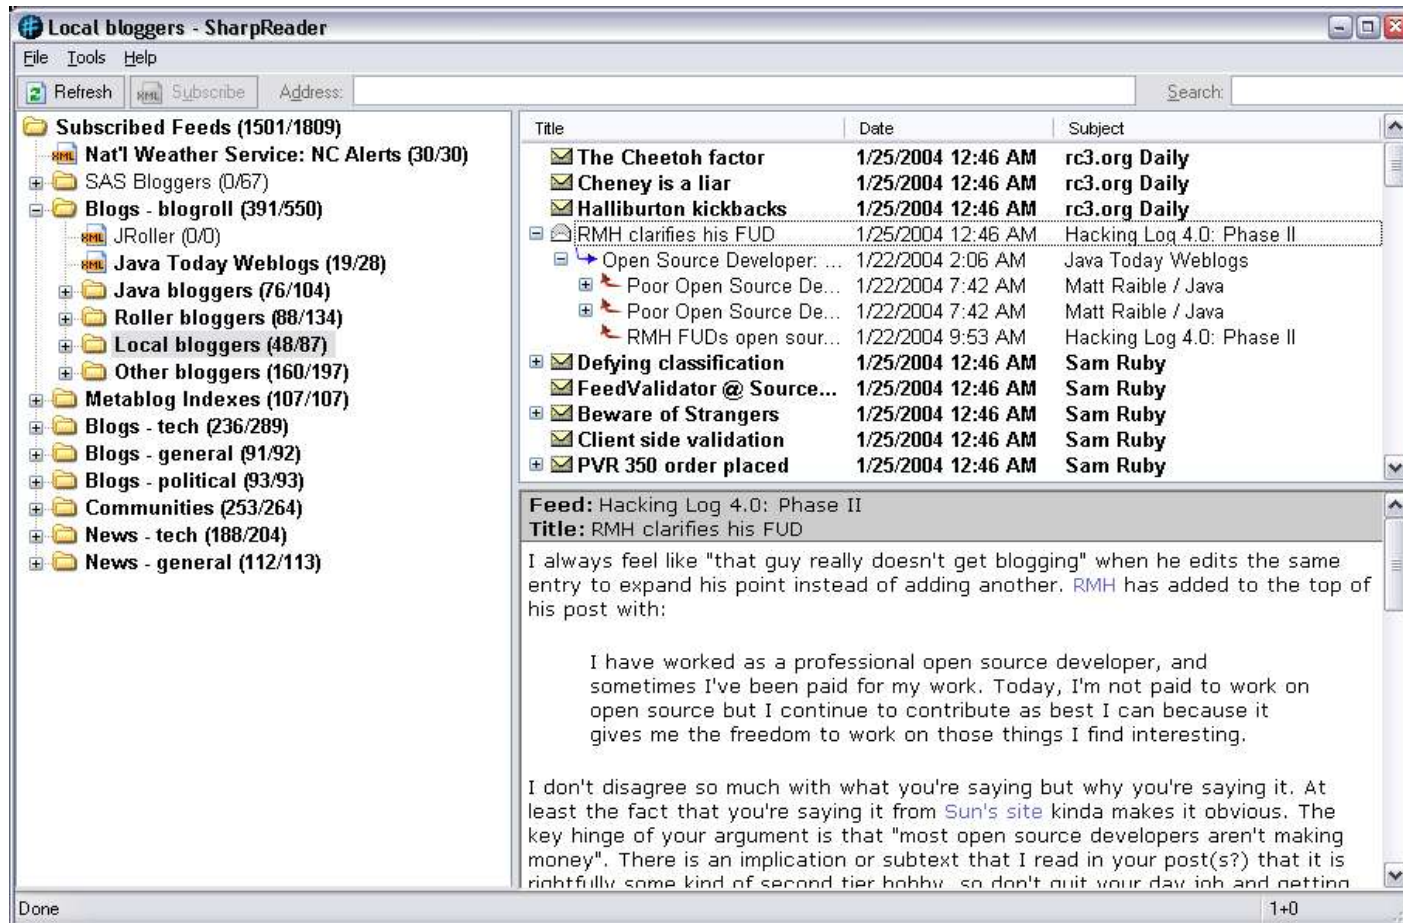 Local bloggers - SharpReader
File Tools Help
Refresh Subscribe Address: Search:
Subscribed Feeds (1501/1809)
Nat'l Weather Service: NC Alerts (30/30)
SAS Bloggers (0/67)
Blogs - blogroll (391/550)
JRoller (0/0)
Java Today Weblogs (19/28)
Java bloggers (76/104)
Roller bloggers (88/134)
Local bloggers (48/87)
Other bloggers (160/197)
Metablog Indexes (107/107)
Blogs - tech (236/289)
Blogs - general (91/92)
Blogs - political (93/93)
Communities (253/264)
News - tech (188/204)
News - general (112/113)
Title Date Subject
The Cheetoh factor 1/25/2004 12:46 AM rc3.org Daily
Cheney is a liar 1/25/2004 12:46 AM rc3.org Daily
Halliburton kickbacks 1/25/2004 12:46 AM rc3.org Daily
RMH clarifies his FUD 1/25/2004 12:46 AM Hacking Log 4.0: Phase II
Open Source Developer: ... 1/22/2004 2:06 AM Java Today Weblogs
Poor Open Source De... 1/22/2004 7:42 AM Matt Raible / Java
Poor Open Source De... 1/22/2004 7:42 AM Matt Raible / Java
RMH FUDs open sour... 1/22/2004 9:53 AM Hacking Log 4.0: Phase II
Defying classification 1/25/2004 12:46 AM Sam Ruby
FeedValidator @ Source... 1/25/2004 12:46 AM Sam Ruby
Beware of Strangers 1/25/2004 12:46 AM Sam Ruby
Client side validation 1/25/2004 12:46 AM Sam Ruby
PVR 350 order placed 1/25/2004 12:46 AM Sam Ruby
Feed: Hacking Log 4.0: Phase II
Title: RMH clarifies his FUD
I always feel like "that guy really doesn't get blogging" when he edits the same
entry to expand his point instead of adding another. RMH has added to the top of
his post with:
I have worked as a professional open source developer, and
sometimes I've been paid for my work. Today, I'm not paid to work on
open source but I continue to contribute as best I can because it
gives me the freedom to work on those things I find interesting.
I don't disagree so much with what you're saying but why you're saying it. At
least the fact that you're saying it from Sun's site kinda makes it obvious. The
key hinge of your argument is that "most open source developers aren't making
money". There is an implication or subtext that I read in your post(s?) that it is
rightfully some kind of second tier hobby, so don't quit your day job and getting
Done 1+0